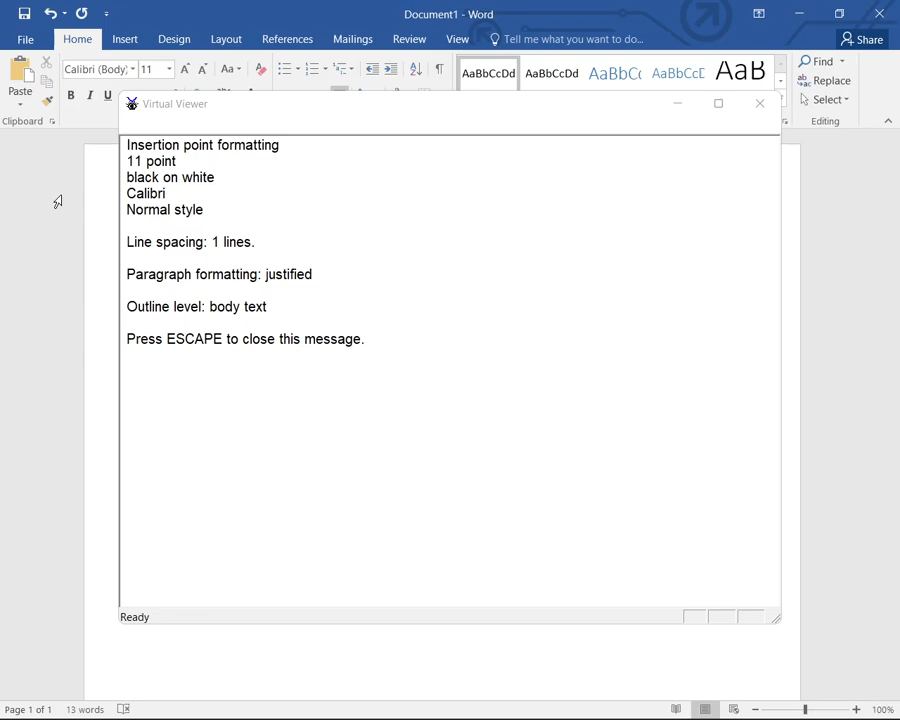 Document1 - Word
File Home Insert Design Layout References Mailings Review View Tell me what you want to do... Share
Paste
Calibri (Body) 11 Aa
B I U
AaBbCcDd AaBbCcDd AaBbCc AaBbCcD AaB
Find
Replace
Select
Clipboard
Editing
Virtual Viewer
Insertion point formatting
11 point
black on white
Calibri
Normal style
Line spacing: 1 lines.
Paragraph formatting: justified
Outline level: body text
Press ESCAPE to close this message.
Ready
Page 1 of 1 13 words 100%